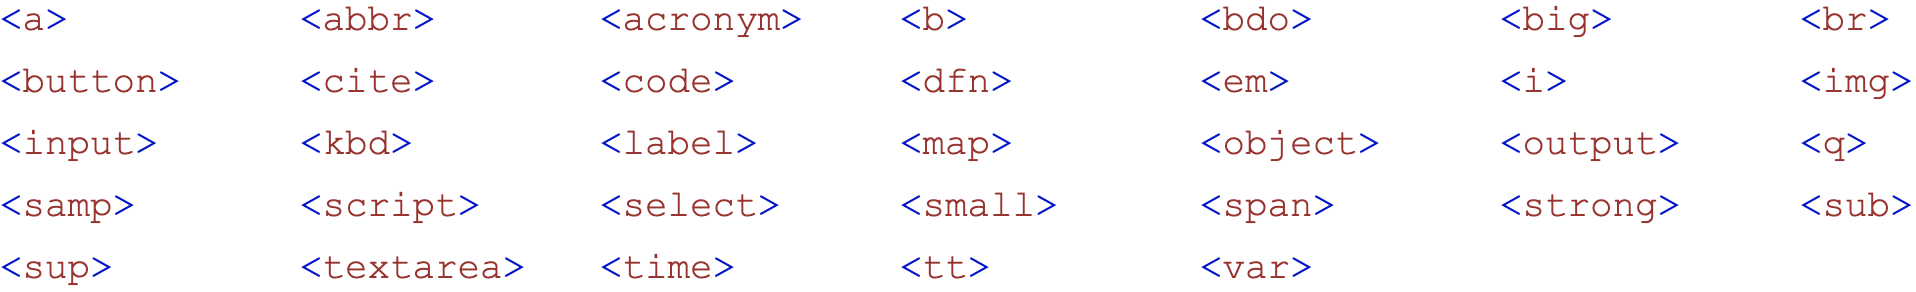 <a> <abbr> <acronym> <b> <bdo> <big> <br>
<button> <cite> <code> <dfn> <em> <i> <img>
<input> <kbd> <label> <map> <object> <output> <q>
<samp> <script> <select> <small> <span> <strong> <sub>
<sup> <textarea> <time> <tt> <var>